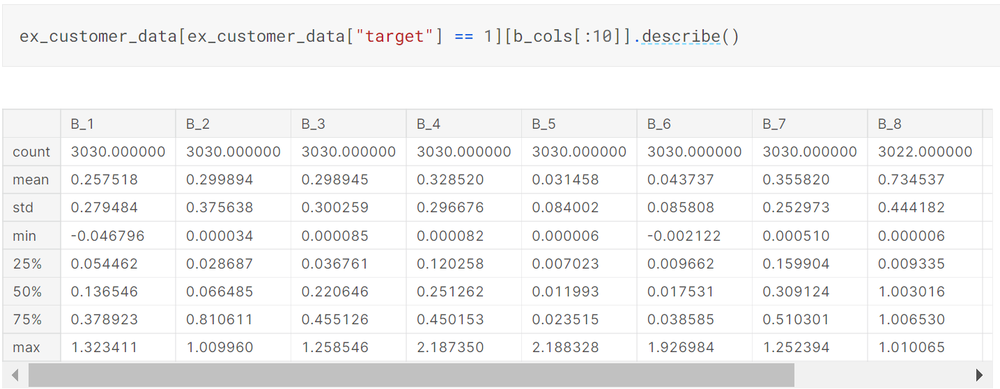 ex_customer_data[ex_customer_data["target"] == 1][b_cols[:10]].describe()
B_1 B_2 B_3 B_4 B_5 B_6 B_7 B_8
count 3030.000000 3030.000000 3030.000000 3030.000000 3030.000000 3030.000000 3030.000000 3022.000000
mean 0.257518 0.299894 0.298945 0.328520 0.031458 0.043737 0.355820 0.734537
std 0.279484 0.375638 0.300259 0.296676 0.084002 0.085808 0.252973 0.444182
min -0.046796 0.000034 0.000085 0.000082 0.000006 -0.002122 0.000510 0.000006
25% 0.054462 0.028687 0.036761 0.120258 0.007023 0.009662 0.159904 0.009335
50% 0.136546 0.066485 0.220646 0.251262 0.011993 0.017531 0.309124 1.003016
75% 0.378923 0.810611 0.455126 0.450153 0.023515 0.038585 0.510301 1.006530
max 1.323411 1.009960 1.258546 2.187350 2.188328 1.926984 1.252394 1.010065